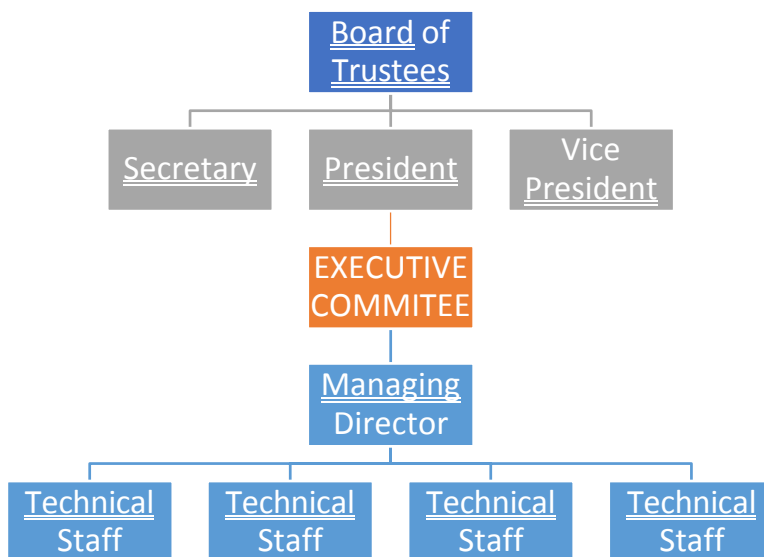 Board of
Trustees
Secretary
President
Vice
President
EXECUTIVE
COMMITEE
Managing
Director
Technical
Staff
Technical
Staff
Technical
Staff
Technical
Staff